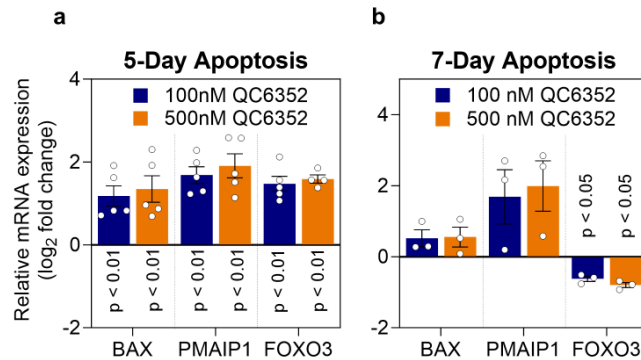 a
5-Day Apoptosis
Relative mRNA expression
(log2 fold change)
4
2
0
-2
100nM QC6352
500nM QC6352
p < 0.01
p < 0.01
p < 0.01
p < 0.01
p < 0.01
p < 0.01
BAX
PMAIP1
FOXO3
b
7-Day Apoptosis
4
2
0
-2
100 nM QC6352
500 nM QC6352
p < 0.05
p < 0.05
BAX
PMAIP1
FOXO3